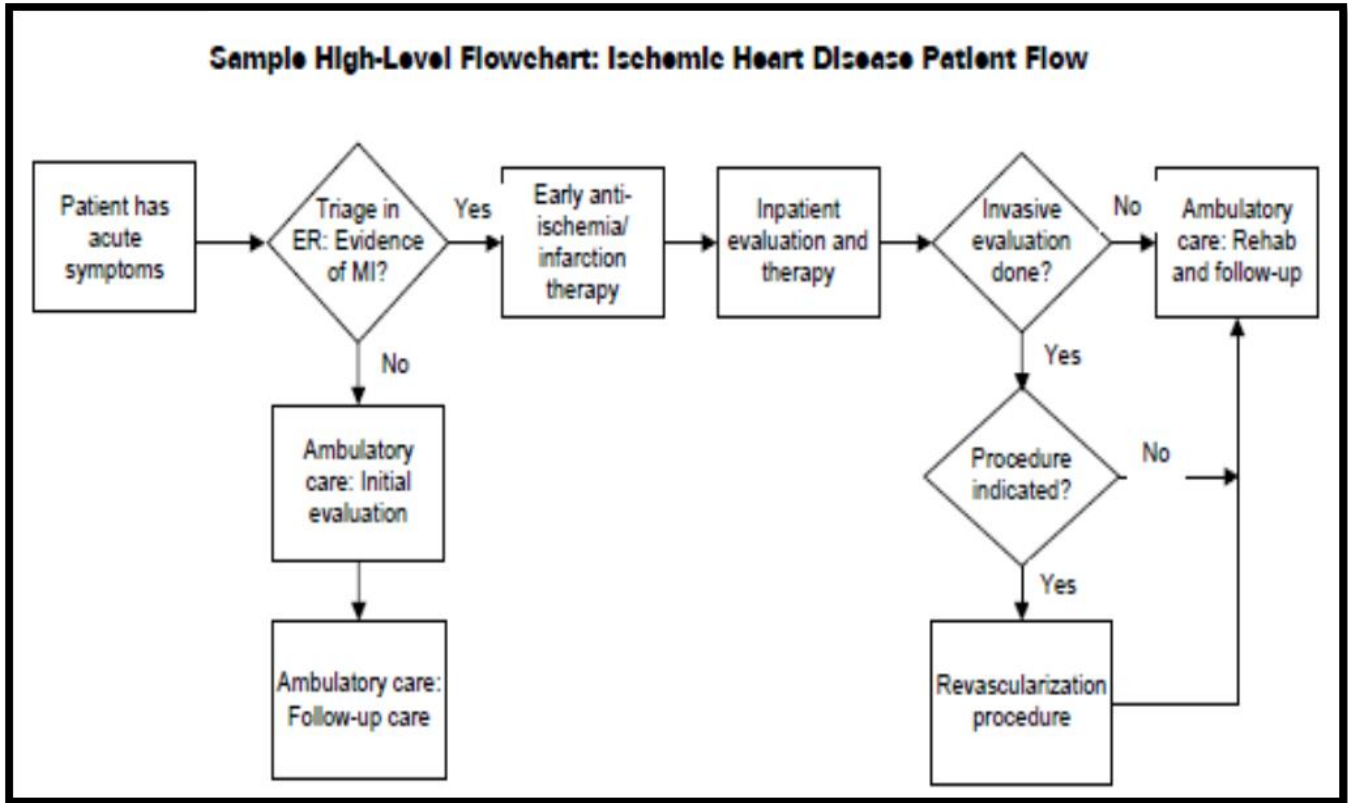 Sample High-Level Flowchart: Ischemic Heart Disease Patient Flow
Patient has
acute
symptoms
Triage in
ER: Evidence
of MI?
Yes
Early anti-
ischemia/
infarction
therapy
Inpatient
evaluation and
therapy
Invasive
evaluation
done?
No
Ambulatory
care: Rehab
and follow-up
No
Yes
Ambulatory
care: Initial
evaluation
Procedure
indicated?
No
Yes
Ambulatory care:
Follow-up care
Revascularization
procedure